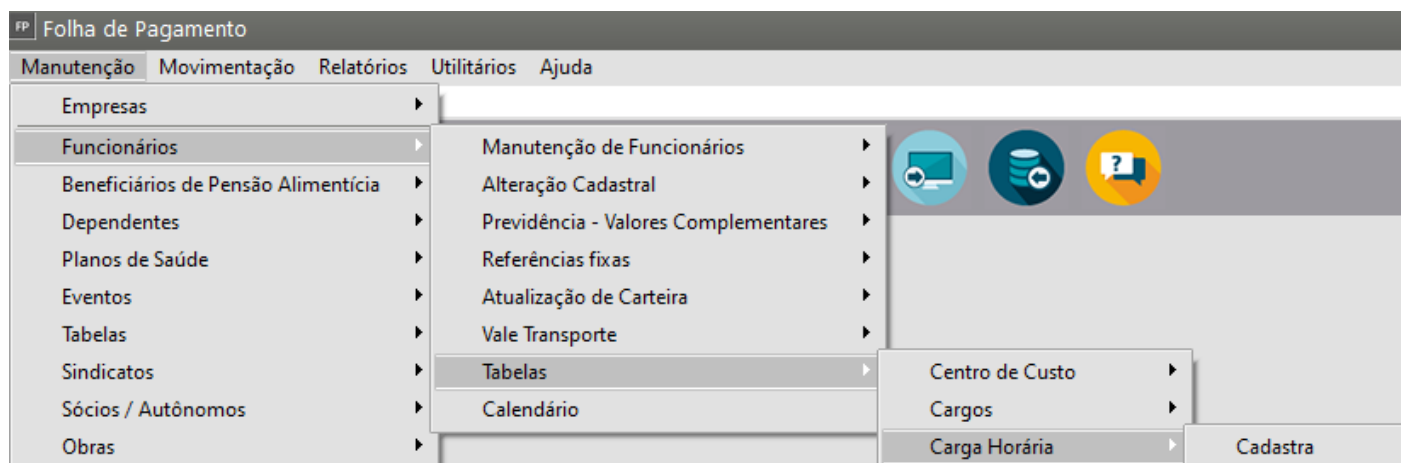 FP Folha de Pagamento
Manutenção Movimentação Relatórios Utilitários Ajuda
Empresas
Funcionários
Beneficiários de Pensão Alimentícia
Dependentes
Planos de Saúde
Eventos
Tabelas
Sindicatos
Sócios / Autônomos
Obras
Manutenção de Funcionários
Alteração Cadastral
Previdência - Valores Complementares
Referências fixas
Atualização de Carteira
Vale Transporte
Tabelas
Calendário
?
Centro de Custo
Cargos
Carga Horária
Cadastra